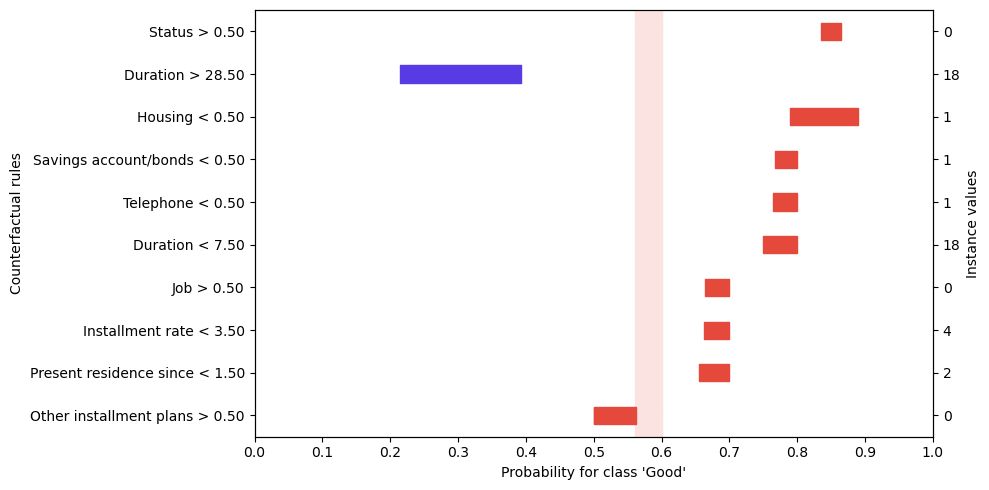 Counterfactual rules
Status > 0.50
0
Duration > 28.50
18
Housing < 0.50
1
Savings account/bonds < 0.50
1
Telephone < 0.50
1
Duration < 7.50
18
Job > 0.50
0
Installment rate < 3.50
4
Present residence since < 1.50
2
Other installment plans > 0.50
0
Instance values
0.0 0.1 0.2 0.3 0.4 0.5 0.6 0.7 0.8 0.9 1.0
Probability for class 'Good'